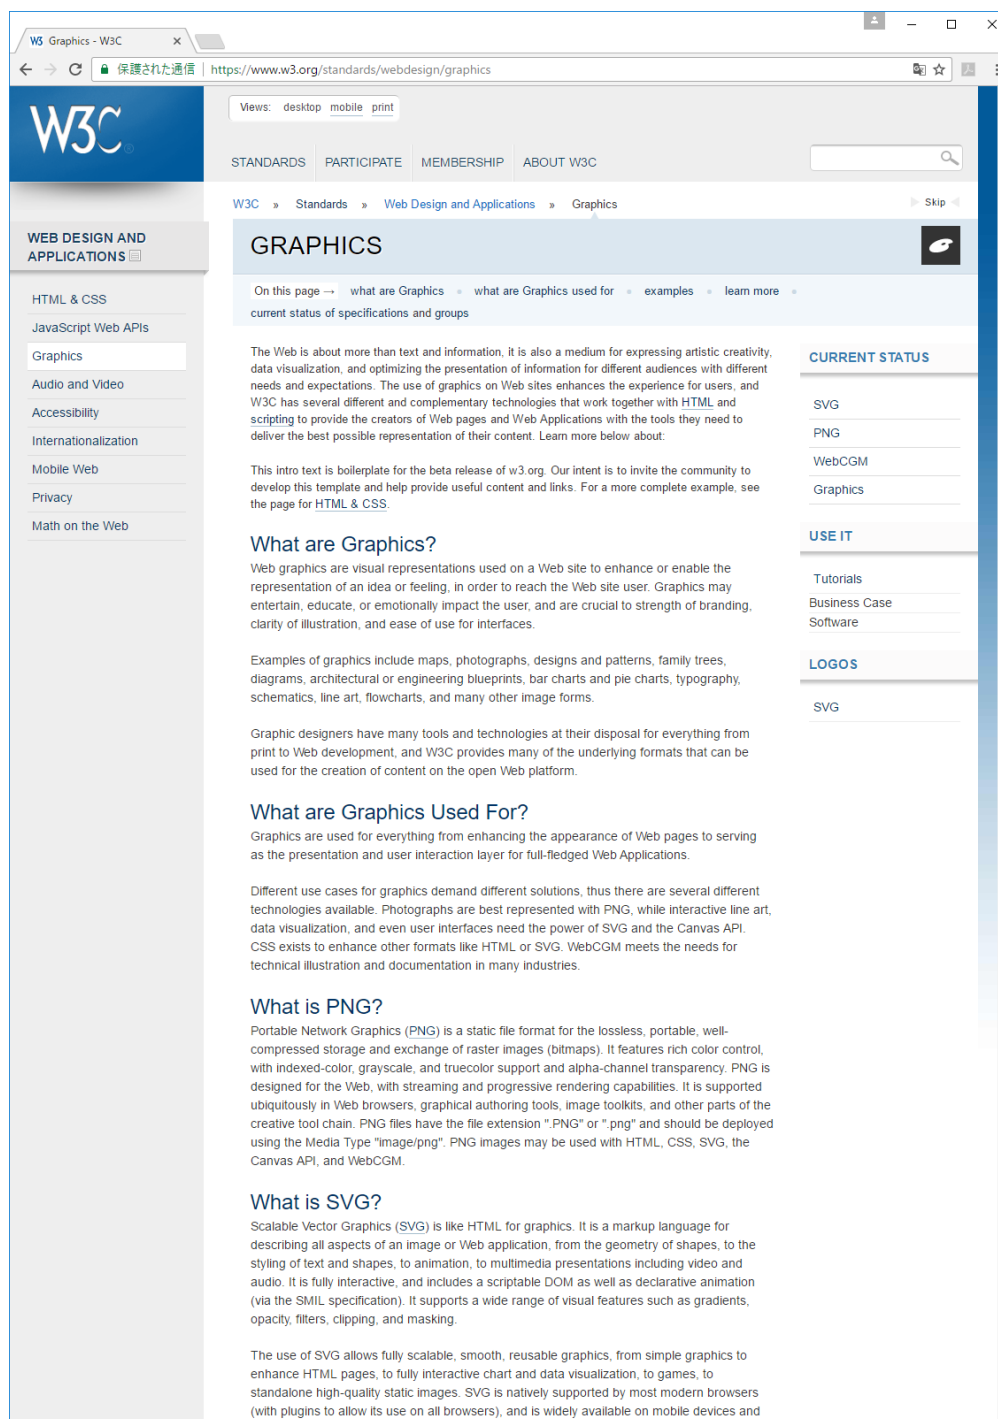 W3 Graphics - W3C
保護された通信 https://www.w3.org/standards/webdesign/graphics
W3C
Views: desktop mobile print
STANDARDS PARTICIPATE MEMBERSHIP ABOUT W3C
W3C » Standards » Web Design and Applications » Graphics
Skip
WEB DESIGN AND
APPLICATIONS
HTML & CSS
JavaScript Web APIs
Graphics
Audio and Video
Accessibility
Internationalization
Mobile Web
Privacy
Math on the Web
GRAPHICS
On this page → what are Graphics what are Graphics used for examples learn more
current status of specifications and groups
The Web is about more than text and information, it is also a medium for expressing artistic creativity,
data visualization, and optimizing the presentation of information for different audiences with different
needs and expectations. The use of graphics on Web sites enhances the experience for users, and
W3C has several different and complementary technologies that work together with HTML and
scripting to provide the creators of Web pages and Web Applications with the tools they need to
deliver the best possible representation of their content. Learn more below about:
This intro text is boilerplate for the beta release of w3.org. Our intent is to invite the community to
develop this template and help provide useful content and links. For a more complete example, see
the page for HTML & CSS.
What are Graphics?
Web graphics are visual representations used on a Web site to enhance or enable the
representation of an idea or feeling, in order to reach the Web site user. Graphics may
entertain, educate, or emotionally impact the user, and are crucial to strength of branding,
clarity of illustration, and ease of use for interfaces.
Examples of graphics include maps, photographs, designs and patterns, family trees,
diagrams, architectural or engineering blueprints, bar charts and pie charts, typography,
schematics, line art, flowcharts, and many other image forms.
Graphic designers have many tools and technologies at their disposal for everything from
print to Web development, and W3C provides many of the underlying formats that can be
used for the creation of content on the open Web platform.
What are Graphics Used For?
Graphics are used for everything from enhancing the appearance of Web pages to serving
as the presentation and user interaction layer for full-fledged Web Applications.
Different use cases for graphics demand different solutions, thus there are several different
technologies available. Photographs are best represented with PNG, while interactive line art,
data visualization, and even user interfaces need the power of SVG and the Canvas API.
CSS exists to enhance other formats like HTML or SVG. WebCGM meets the needs for
technical illustration and documentation in many industries.
What is PNG?
Portable Network Graphics (PNG) is a static file format for the lossless, portable, well-
compressed storage and exchange of raster images (bitmaps). It features rich color control,
with indexed-color, grayscale, and truecolor support and alpha-channel transparency. PNG is
designed for the Web, with streaming and progressive rendering capabilities. It is supported
ubiquitously in Web browsers, graphical authoring tools, image toolkits, and other parts of the
creative tool chain. PNG files have the file extension ".PNG" or ".png" and should be deployed
using the Media Type "image/png". PNG images may be used with HTML, CSS, SVG, the
Canvas API, and WebCGM.
What is SVG?
Scalable Vector Graphics (SVG) is like HTML for graphics. It is a markup language for
describing all aspects of an image or Web application, from the geometry of shapes, to the
styling of text and shapes, to animation, to multimedia presentations including video and
audio. It is fully interactive, and includes a scriptable DOM as well as declarative animation
(via the SMIL specification). It supports a wide range of visual features such as gradients,
opacity, filters, clipping, and masking.
The use of SVG allows fully scalable, smooth, reusable graphics, from simple graphics to
enhance HTML pages, to fully interactive chart and data visualization, to games, to
standalone high-quality static images. SVG is natively supported by most modern browsers
(with plugins to allow its use on all browsers), and is widely available on mobile devices and
CURRENT STATUS
SVG
PNG
WebCGM
Graphics
USE IT
Tutorials
Business Case
Software
LOGOS
SVG